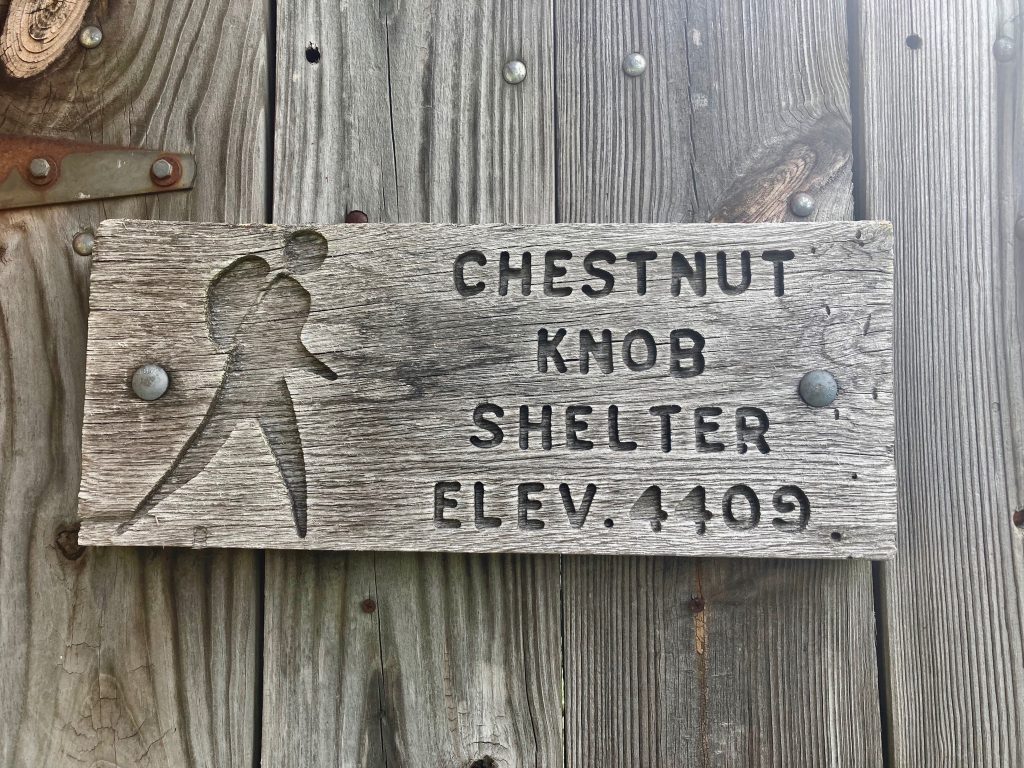 CHESTNUT
KNOB
SHELTER
ELEV. 4409